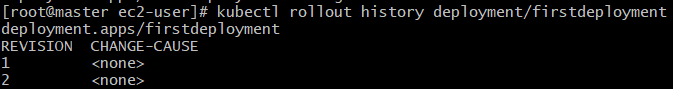 [root@master ec2-user]# kubectl rollout history deployment/firstdeployment
deployment.apps/firstdeployment
REVISION  CHANGE-CAUSE
1         <none>
2         <none>